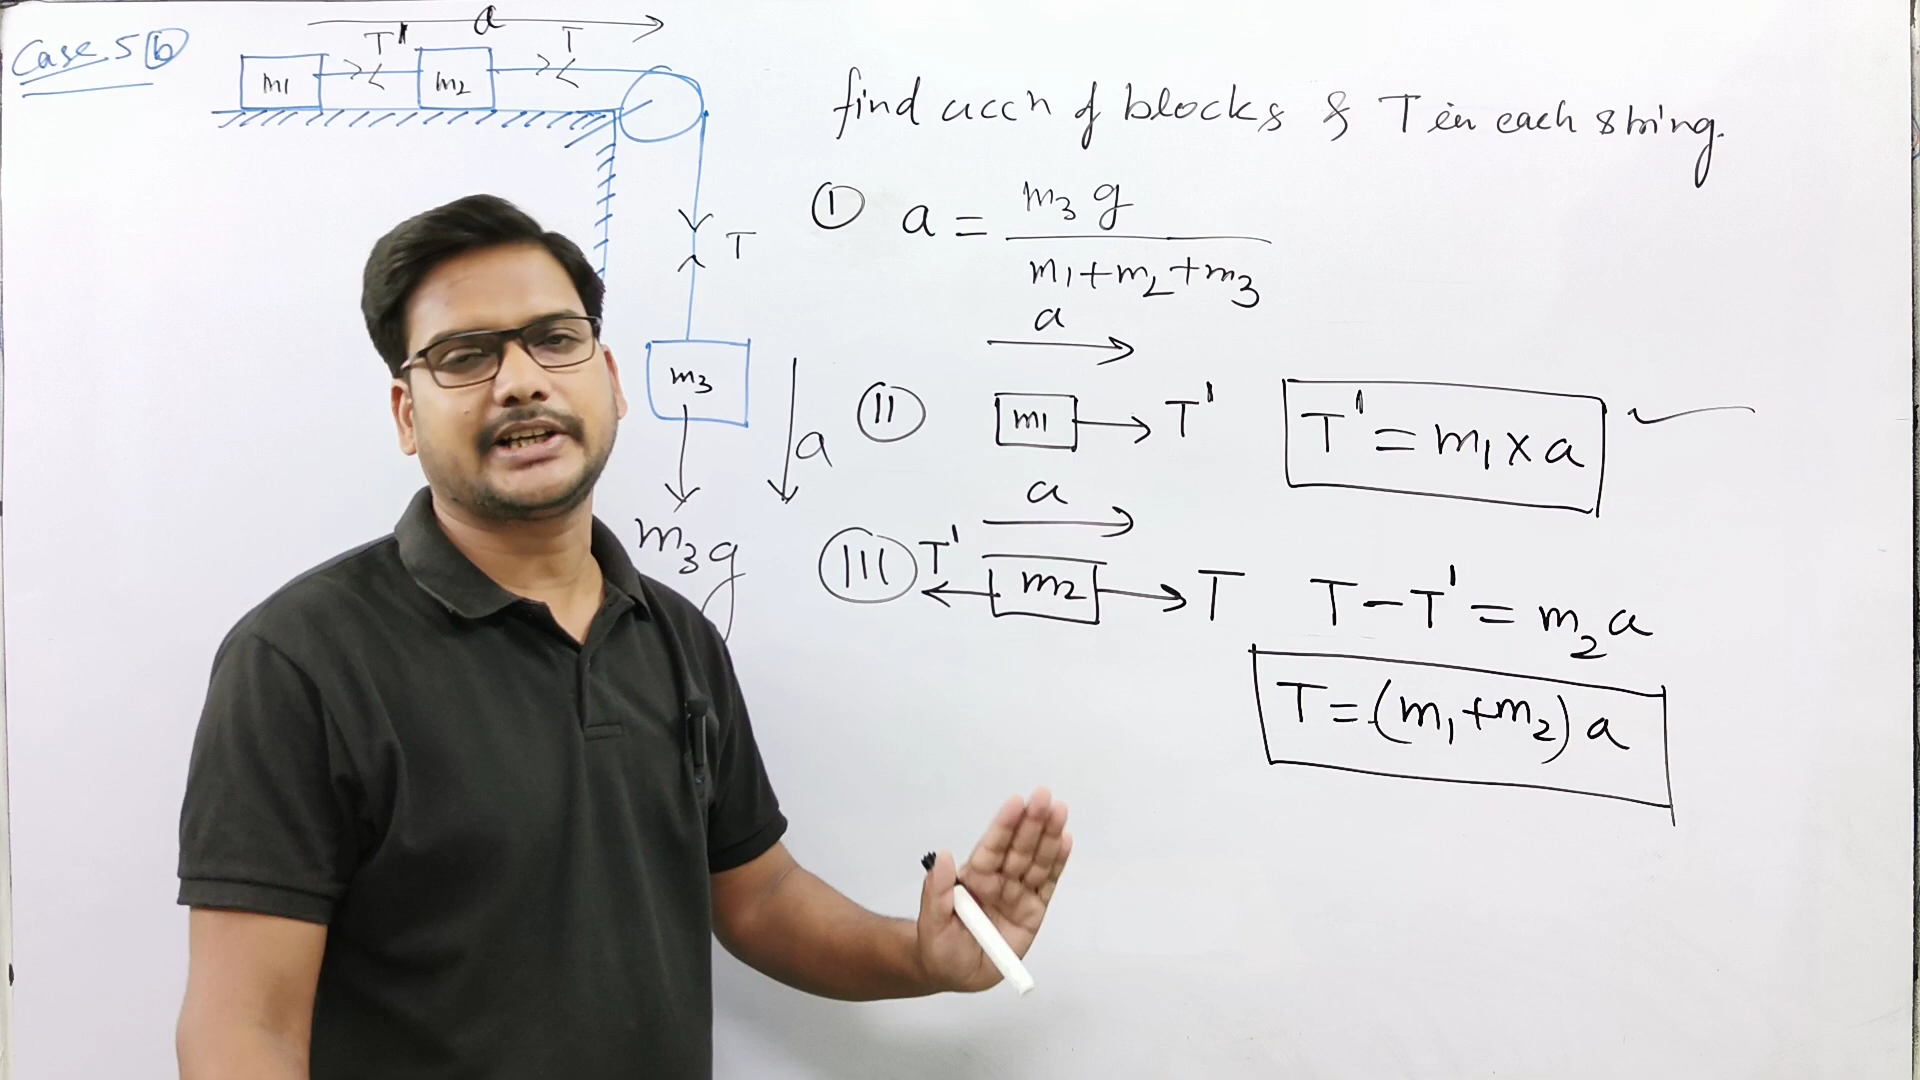 Case 5 b
a
T' T
m1 m2
T
m3
a
m3g
find accn of blocks & T in each string.
I a = m3 g
m1+m2+m3
a
II m1 T' T' = m1 x a
a
III T' m2 T T-T' = m2 a
T=(m1+m2) a